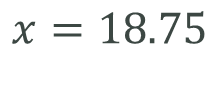 x = 18.75